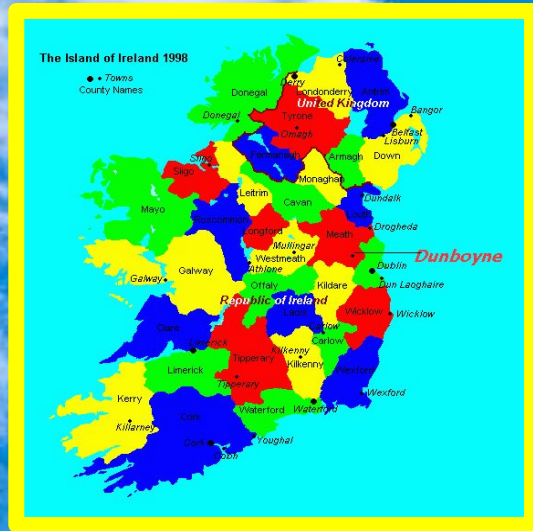 The Island of Ireland 1998
Towns
County Names
Coleraine
Derry
Donegal
Londonderry
Antrim
United Kingdom
Tyrone
Bangor
Donegal
Omagh
Belfast
Lisburn
Sligo
Fermanagh
Armagh
Down
Sligo
Monaghan
Leitrim
Dundalk
Mayo
Cavan
Roscommon
Louth
Longford
Drogheda
Meath
Mullingar
Dunboyne
Westmeath
Athlone
Dublin
Galway
Galway
Offaly
Kildare
Dun Laoghaire
Republic of Ireland
Laois
Wicklow
Wicklow
Clare
Carlow
Limerick
Carlow
Kilkenny
Tipperary
Kilkenny
Limerick
Wexford
Tipperary
Wexford
Kerry
Waterford
Waterford
Cork
Killarney
Youghal
Cork
Cobh